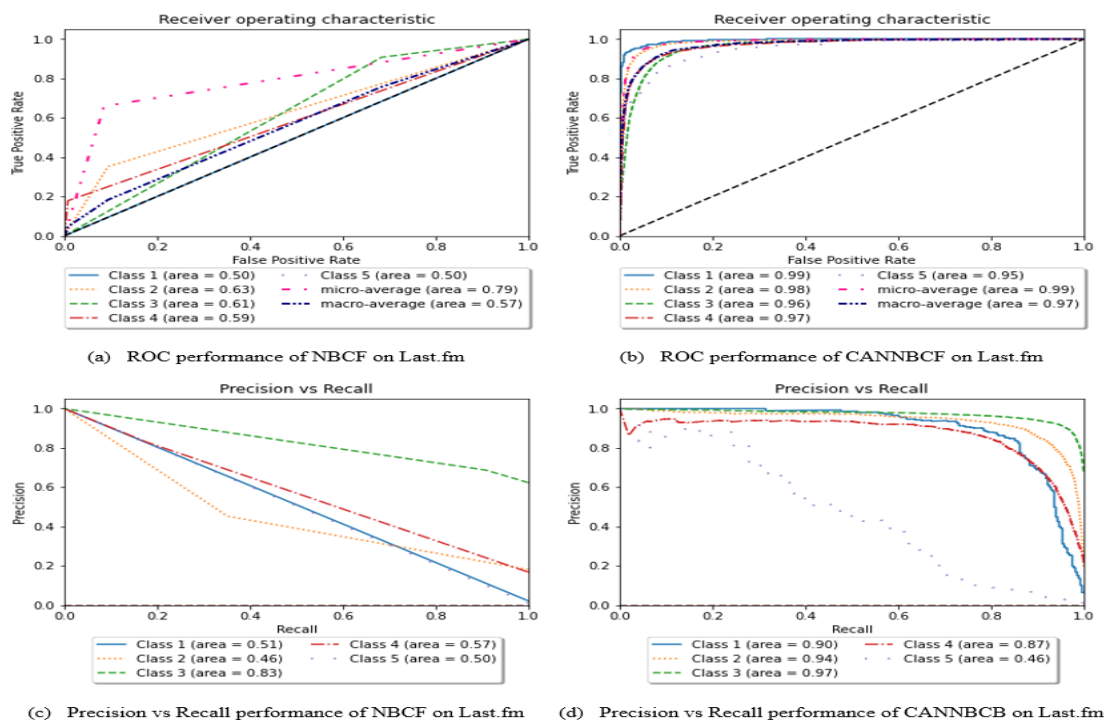 Receiver operating characteristic
1.0
0.8
0.6
0.4
0.2
0.0
True Positive Rate
0.0 0.2 0.4 0.6 0.8 1.0
False Positive Rate
Class 1 (area = 0.50)
Class 2 (area = 0.63)
Class 3 (area = 0.61)
Class 4 (area = 0.59)
Class 5 (area = 0.50)
micro-average (area = 0.79)
macro-average (area = 0.57)
(a) ROC performance of NBCF on Last.fm
Receiver operating characteristic
1.0
0.8
0.6
0.4
0.2
0.0
True Positive Rate
0.0 0.2 0.4 0.6 0.8 1.0
False Positive Rate
Class 1 (area = 0.99)
Class 2 (area = 0.98)
Class 3 (area = 0.96)
Class 4 (area = 0.97)
Class 5 (area = 0.95)
micro-average (area = 0.99)
macro-average (area = 0.97)
(b) ROC performance of CANNBCF on Last.fm
Precision vs Recall
1.0
0.8
0.6
0.4
0.2
0.0
Precision
0.0 0.2 0.4 0.6 0.8 1.0
Recall
Class 1 (area = 0.51)
Class 2 (area = 0.46)
Class 3 (area = 0.83)
Class 4 (area = 0.57)
Class 5 (area = 0.50)
(c) Precision vs Recall performance of NBCF on Last.fm
Precision vs Recall
1.0
0.8
0.6
0.4
0.2
0.0
Precision
0.0 0.2 0.4 0.6 0.8 1.0
Recall
Class 1 (area = 0.90)
Class 2 (area = 0.94)
Class 3 (area = 0.97)
Class 4 (area = 0.87)
Class 5 (area = 0.46)
(d) Precision vs Recall performance of CANNBCB on Last.fm